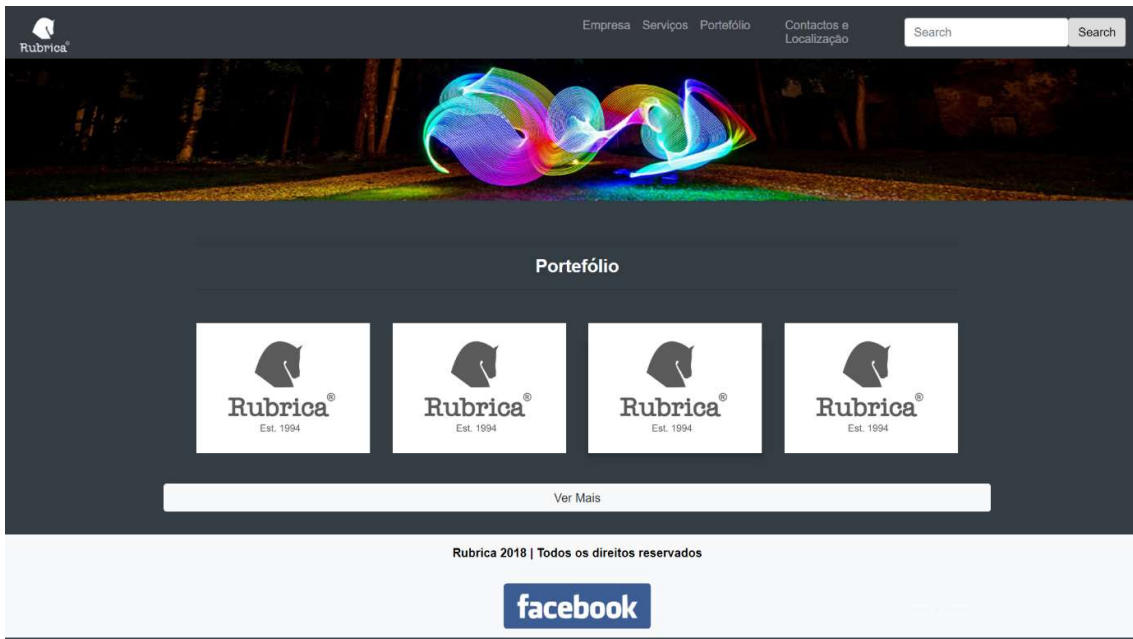 Rubrica®
Empresa Serviços Portefólio Contactos e
Localização
Search Search
Portefólio
Rubrica®
Est. 1994
Rubrica®
Est. 1994
Rubrica®
Est. 1994
Rubrica®
Est. 1994
Ver Mais
Rubrica 2018 | Todos os direitos reservados
facebook